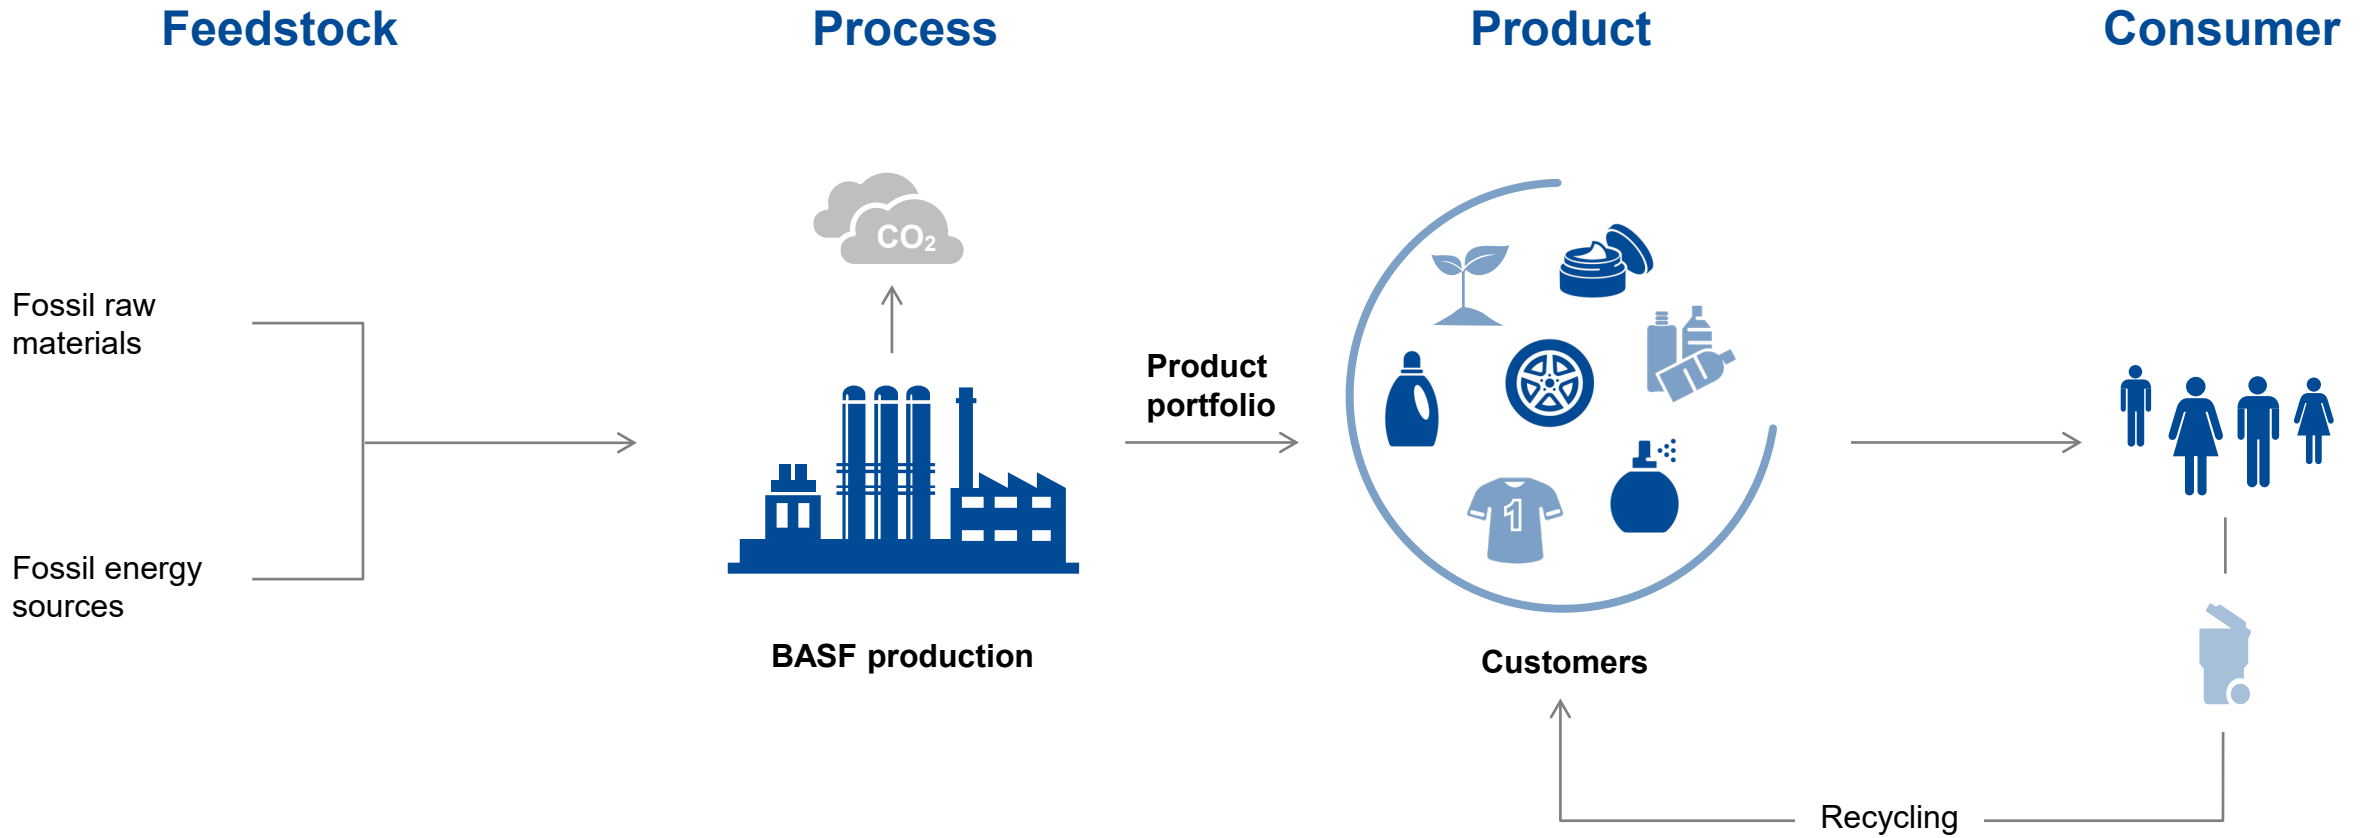 Feedstock
Process
Product
Consumer
CO₂
Fossil raw
materials
Product
portfolio
1
Fossil energy
sources
BASF production
Customers
Recycling